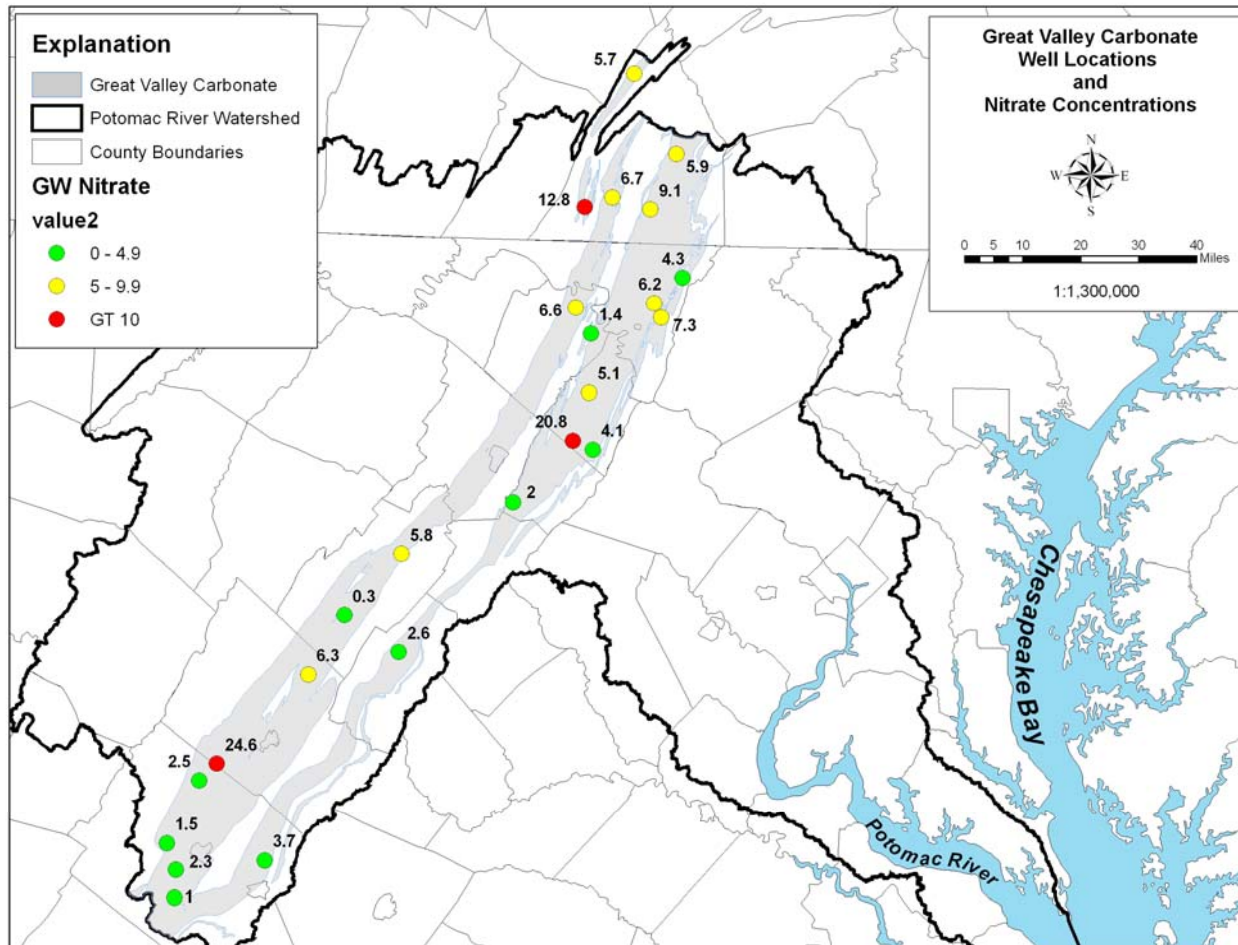 Explanation
Great Valley Carbonate
Potomac River Watershed
County Boundaries
GW Nitrate
value2
0 - 4.9
5 - 9.9
GT 10
Great Valley Carbonate
Well Locations
and
Nitrate Concentrations
N
W E
S
0 5 10 20 30 40
Miles
1:1,300,000
5.7
5.9
6.7
9.1
12.8
4.3
6.2
6.6
1.4
7.3
5.1
20.8
4.1
2
5.8
0.3
2.6
6.3
24.6
2.5
1.5
2.3
3.7
1
Chesapeake Bay
Potomac River